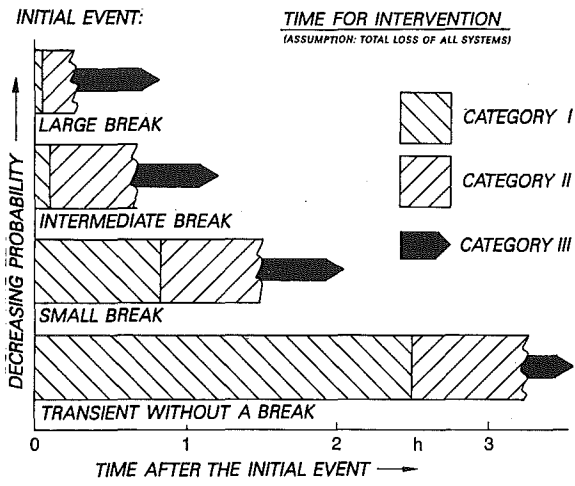 INITIAL EVENT:
TIME FOR INTERVENTION
(ASSUMPTION: TOTAL LOSS OF ALL SYSTEMS)
LARGE BREAK
INTERMEDIATE BREAK
SMALL BREAK
TRANSIENT WITHOUT A BREAK
CATEGORY I
CATEGORY II
CATEGORY III
DECREASING PROBABILITY
0 1 2 h 3
TIME AFTER THE INITIAL EVENT